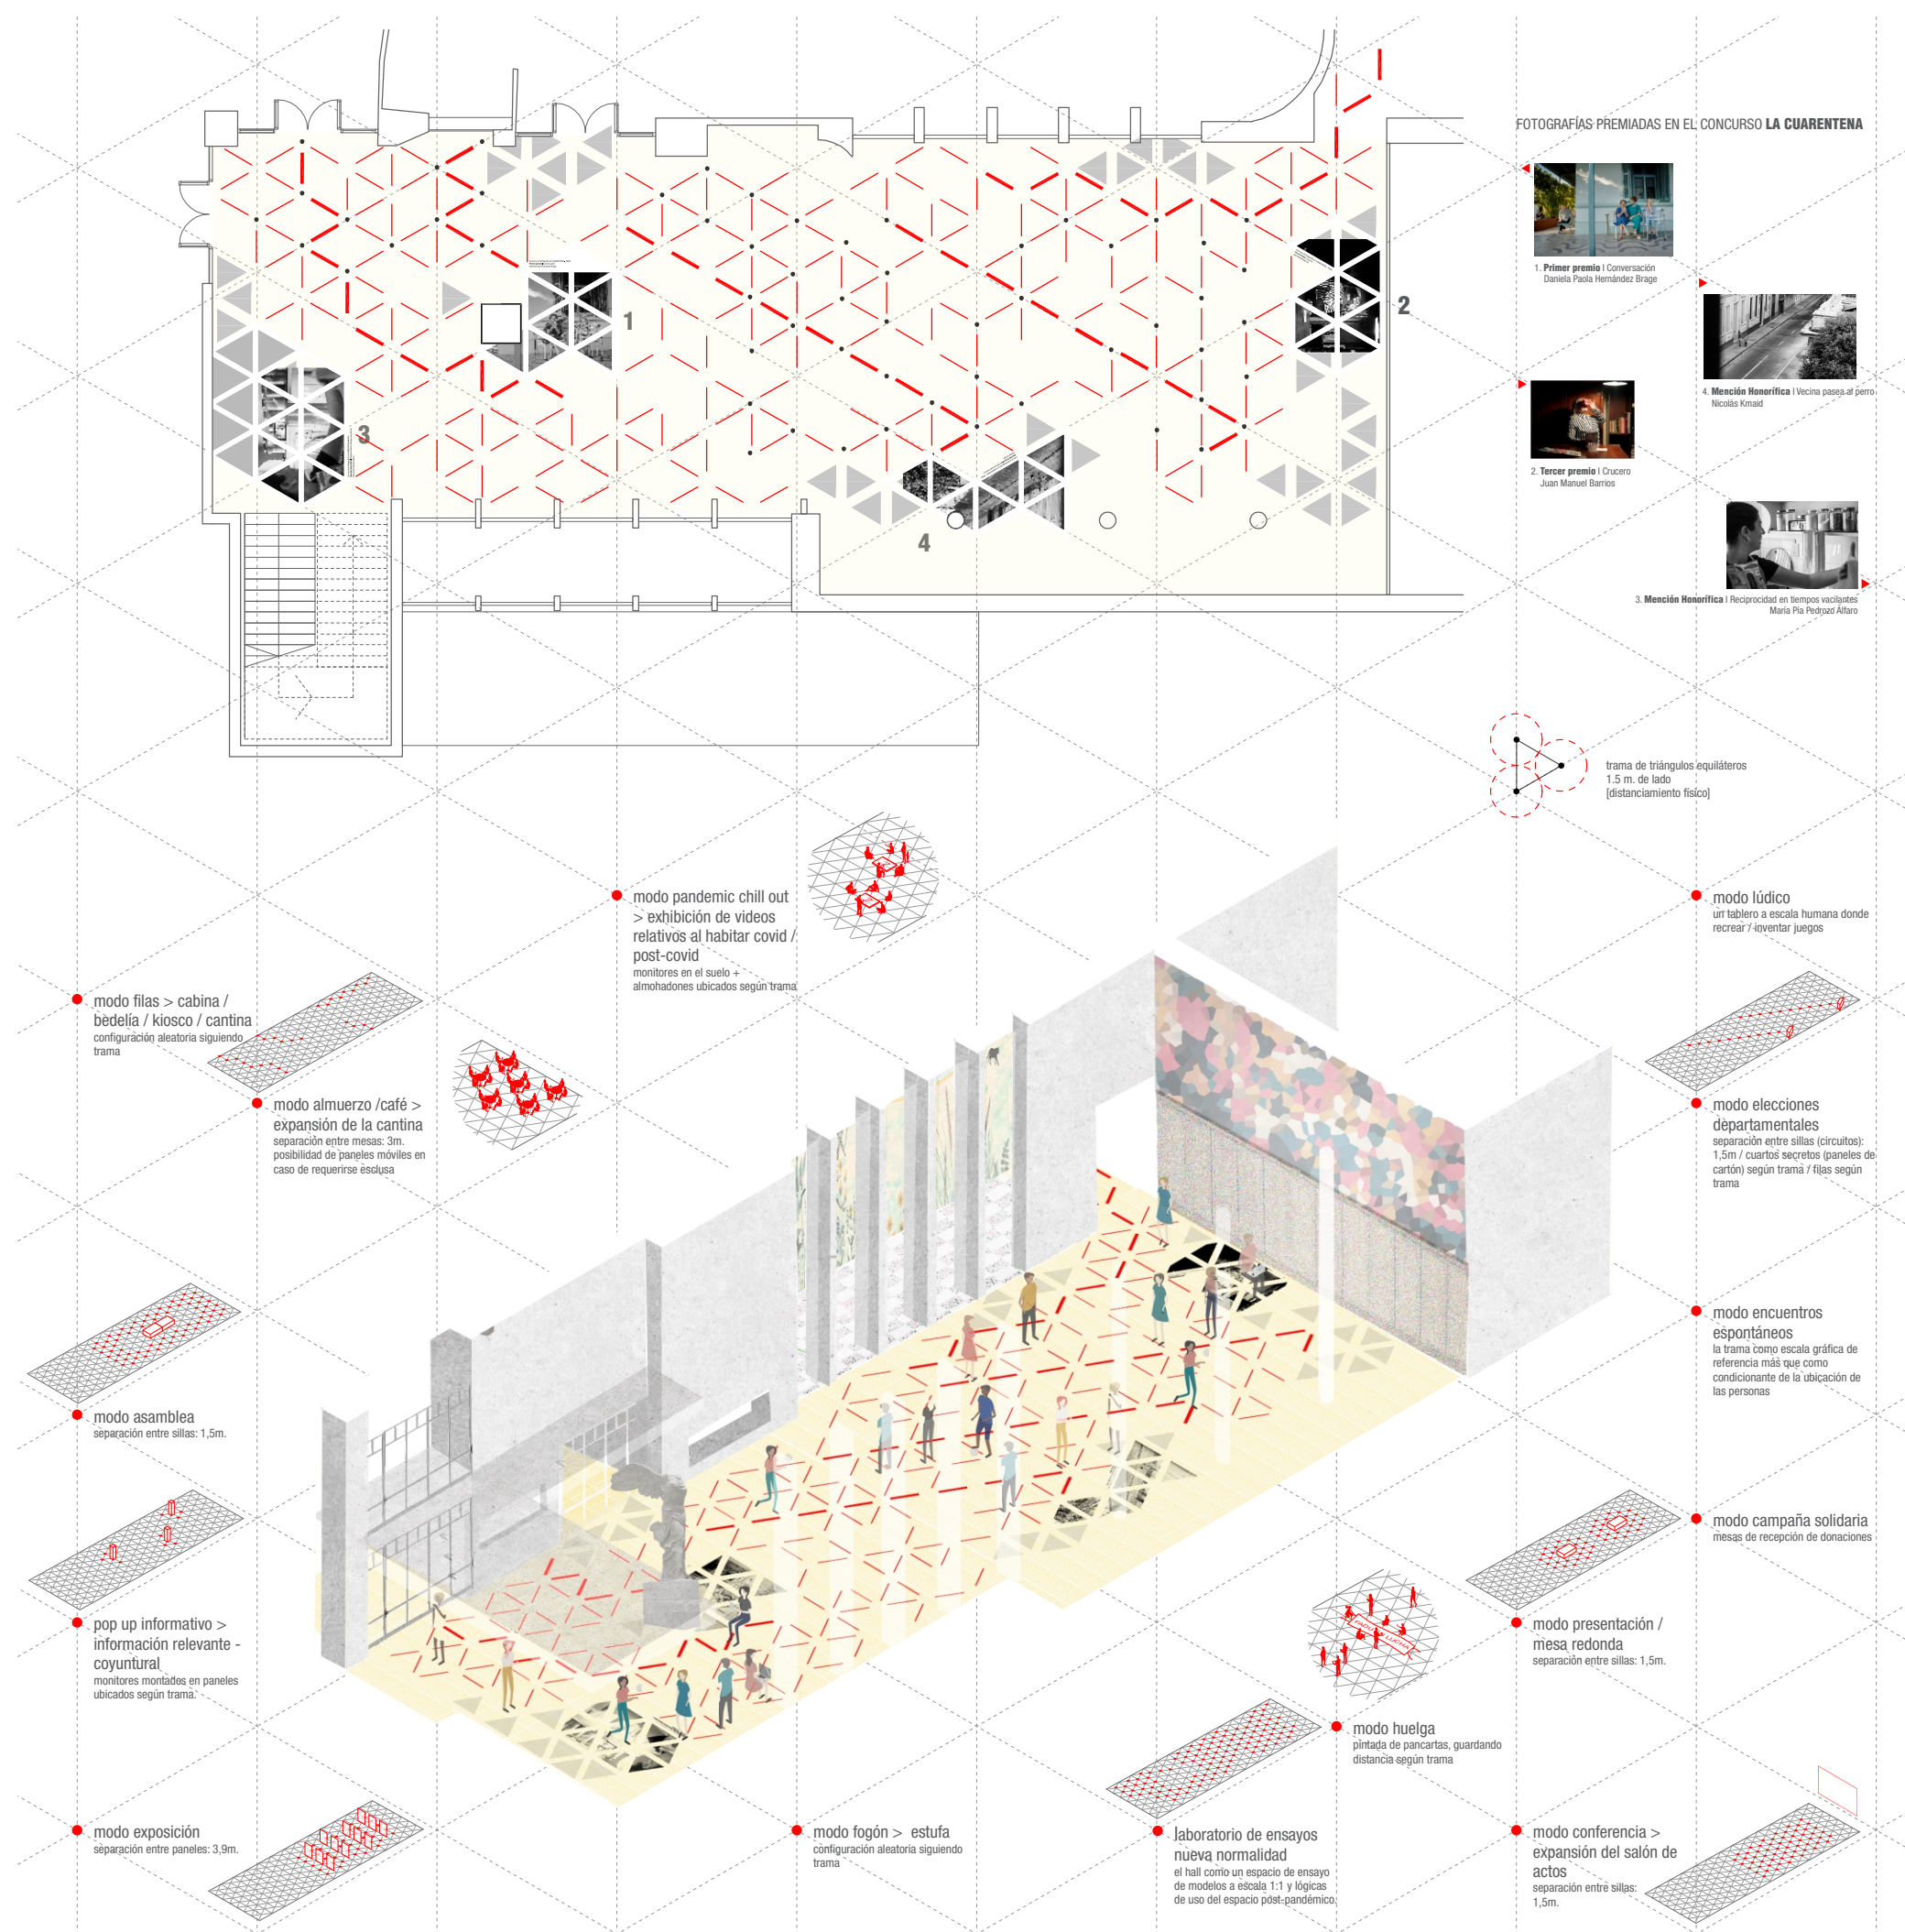 FOTOGRAFÍAS PREMIADAS EN EL CONCURSO LA CUARENTENA
1. Primer premio I Conversación
Daniela Paola Hernández Brage
4. Mención Honorífica I Vecina pasea al perro
Nicolás Kmaid
2. Tercer premio I Crucero
Juan Manuel Barrios
3. Mención Honorífica I Reciprocidad en tiempos vacilantes
María Pía Pedrozo Álfaro
1
2
3
4
trama de triángulos equiláteros
1.5 m. de lado
[distanciamiento físico]
modo pandemic chill out
> exhibición de videos
relativos al habitar covid /
post-covid
monitores en el suelo +
almohadones ubicados según trama
modo lúdico
un tablero a escala humana donde
recrear / inventar juegos
modo filas > cabina /
bedelía / kiosco / cantina
configuración aleatoria siguiendo
trama
modo almuerzo /café >
expansión de la cantina
separación entre mesas: 3m.
posibilidad de paneles móviles en
caso de requerirse esclusa
modo elecciones
departamentales
separación entre sillas (circuitos):
1,5m / cuartos secretos (paneles de
cartón) según trama / filas según
trama
modo encuentros
espontáneos
la trama como escala gráfica de
referencia más que como
condicionante de la ubicación de
las personas
modo asamblea
separación entre sillas: 1,5m.
modo campaña solidaria
mesas de recepción de donaciones
pop up informativo >
información relevante -
coyuntural
monitores montados en paneles
ubicados según trama.
modo presentación /
mesa redonda
separación entre sillas: 1,5m.
LUCHA
modo huelga
pintada de pancartas, guardando
distancia según trama
modo exposición
separación entre paneles: 3,9m.
modo fogón > estufa
configuración aleatoria siguiendo
trama
laboratorio de ensayos
nueva normalidad
el hall como un espacio de ensayo
de modelos a escala 1:1 y lógicas
de uso del espacio post-pandémico.
modo conferencia >
expansión del salón de
actos
separación entre sillas:
1,5m.